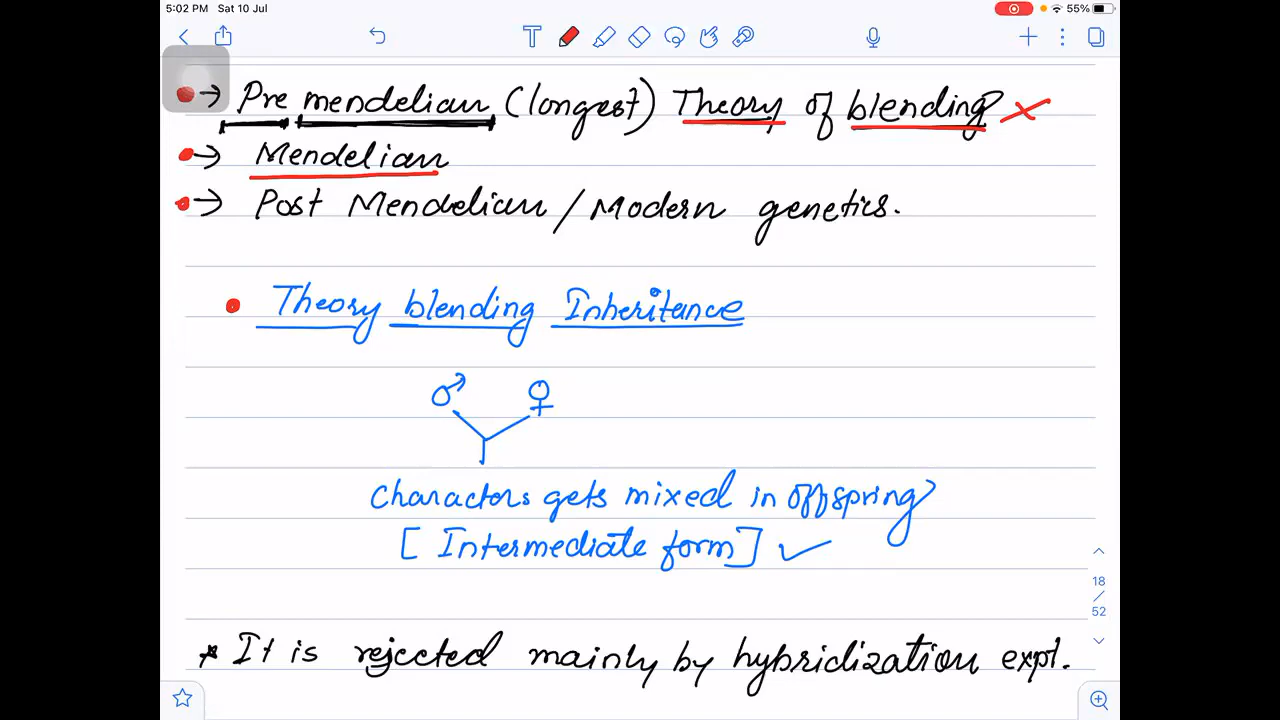 5:02 PM Sat 10 Jul
55%
→ Pre mendelian (longest) Theory of blending
→ Mendelian
→ Post Mendelian / Modern genetics.
Theory blending Inheritance
♂ ♀
charactors gets mixed in offspring
[Intermediate form] ✓
18
/
52
* It is rejected mainly by hybridization expt.